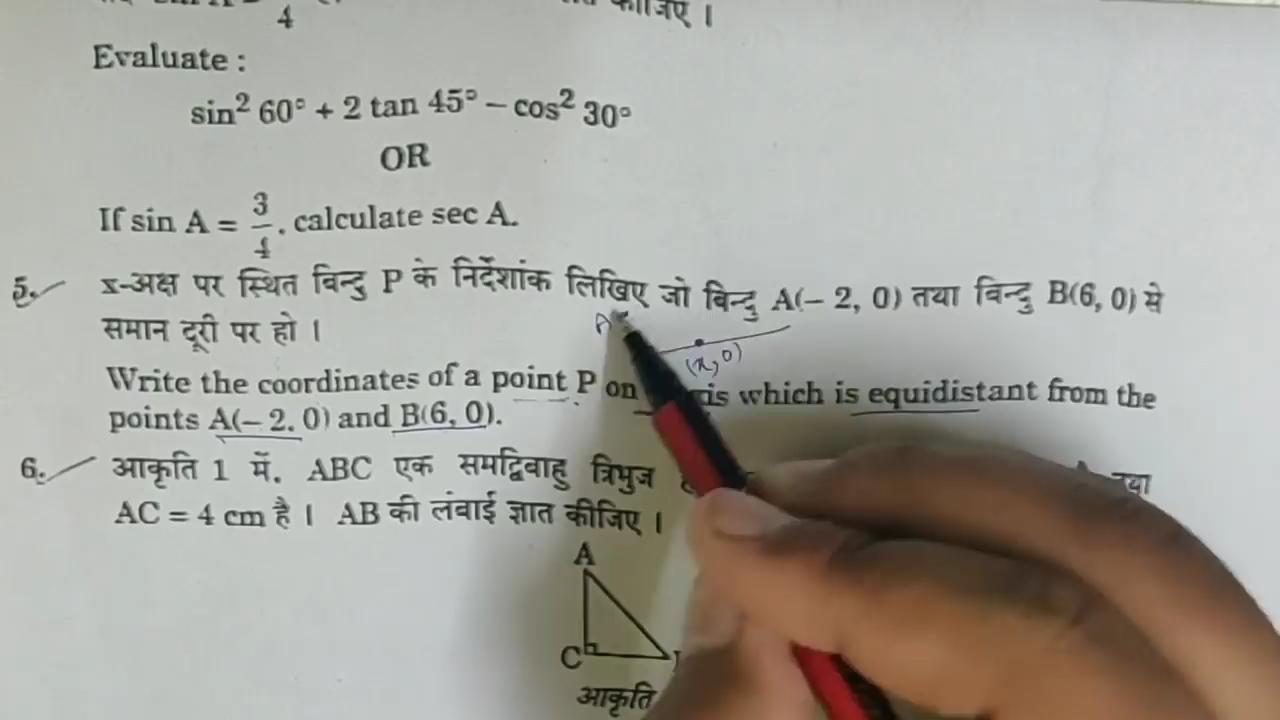 4
Evaluate :
sin² 60° + 2 tan 45° – cos² 30°
OR
If sin A = 3/4, calculate sec A.
5. x-अक्ष पर स्थित बिन्दु P के निर्देशांक लिखिए जो बिन्दु A(– 2, 0) तथा बिन्दु B(6, 0) से
समान दूरी पर हो ।
A
(x, 0)
Write the coordinates of a point P on is which is equidistant from the
points A(– 2, 0) and B(6, 0).
6. आकृति 1 में, ABC एक समद्विबाहु त्रिभुज तथा
AC = 4 cm है । AB की लंबाई ज्ञात कीजिए ।
A
C
आकृति